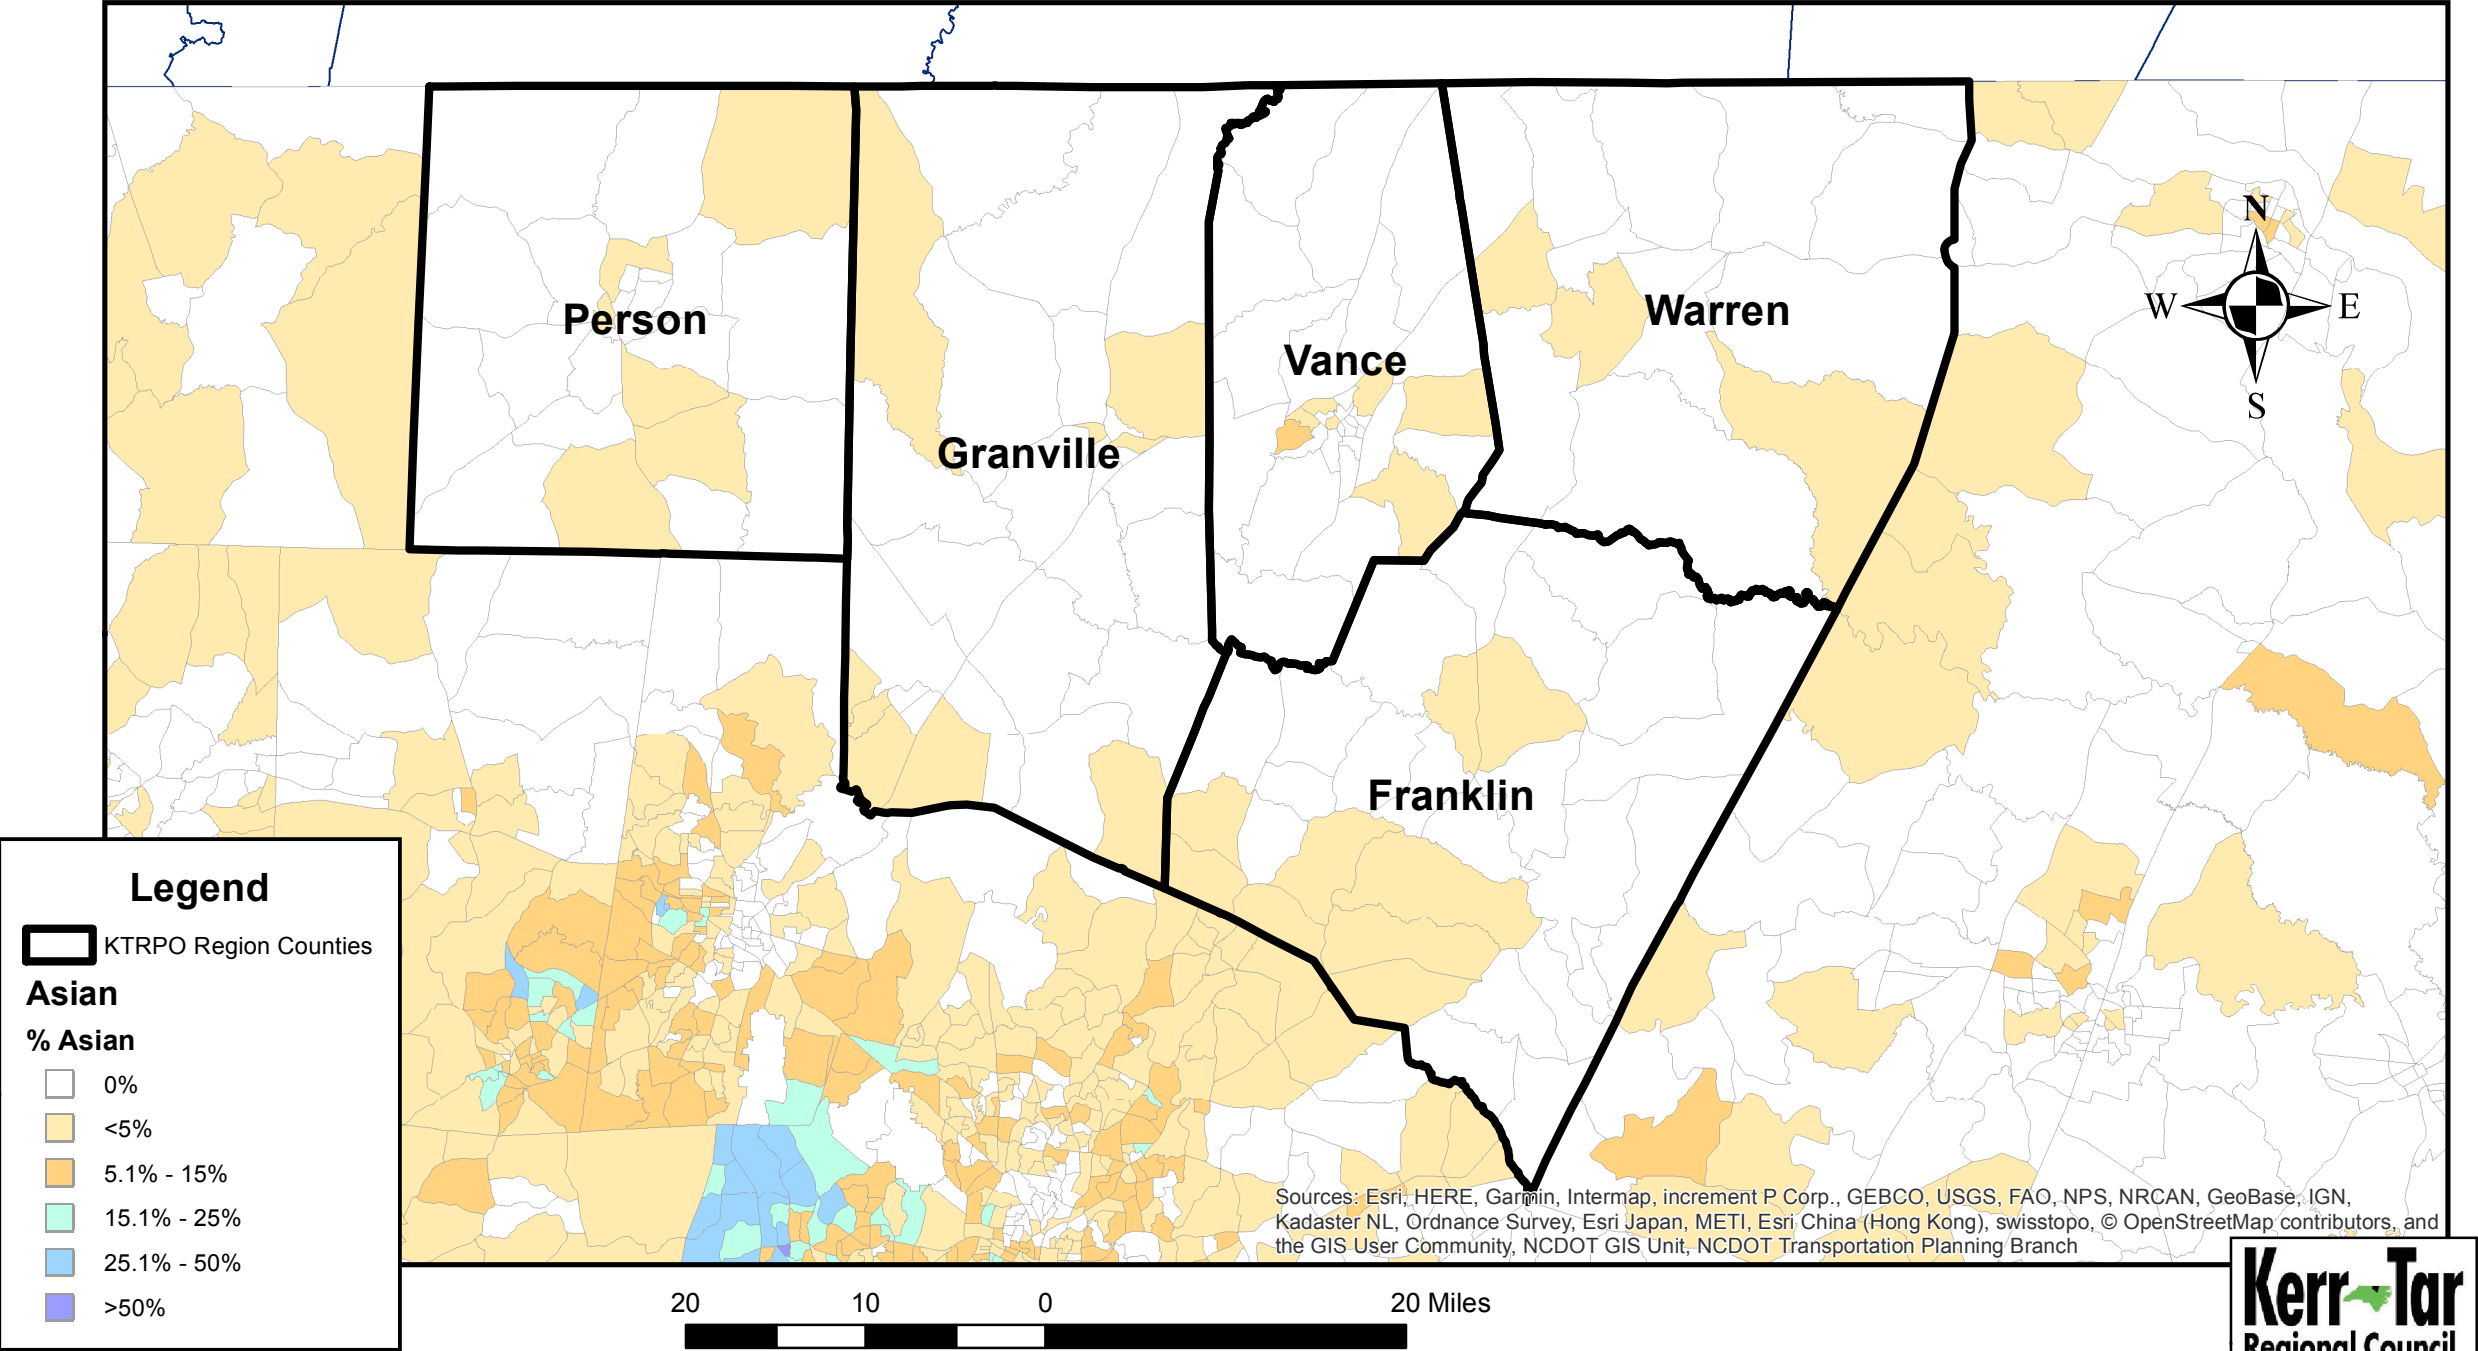 N
W E
S
Person
Warren
Vance
Granville
Franklin
Legend
KTRPO Region Counties
Asian
% Asian
0%
<5%
5.1% - 15%
15.1% - 25%
25.1% - 50%
>50%
Sources: Esri, HERE, Garmin, Intermap, increment P Corp., GEBCO, USGS, FAO, NPS, NRCAN, GeoBase, IGN,
Kadaster NL, Ordnance Survey, Esri Japan, METI, Esri China (Hong Kong), swisstopo, © OpenStreetMap contributors, and
the GIS User Community, NCDOT GIS Unit, NCDOT Transportation Planning Branch
20 10 0 20 Miles
Kerr Tar
Regional Council